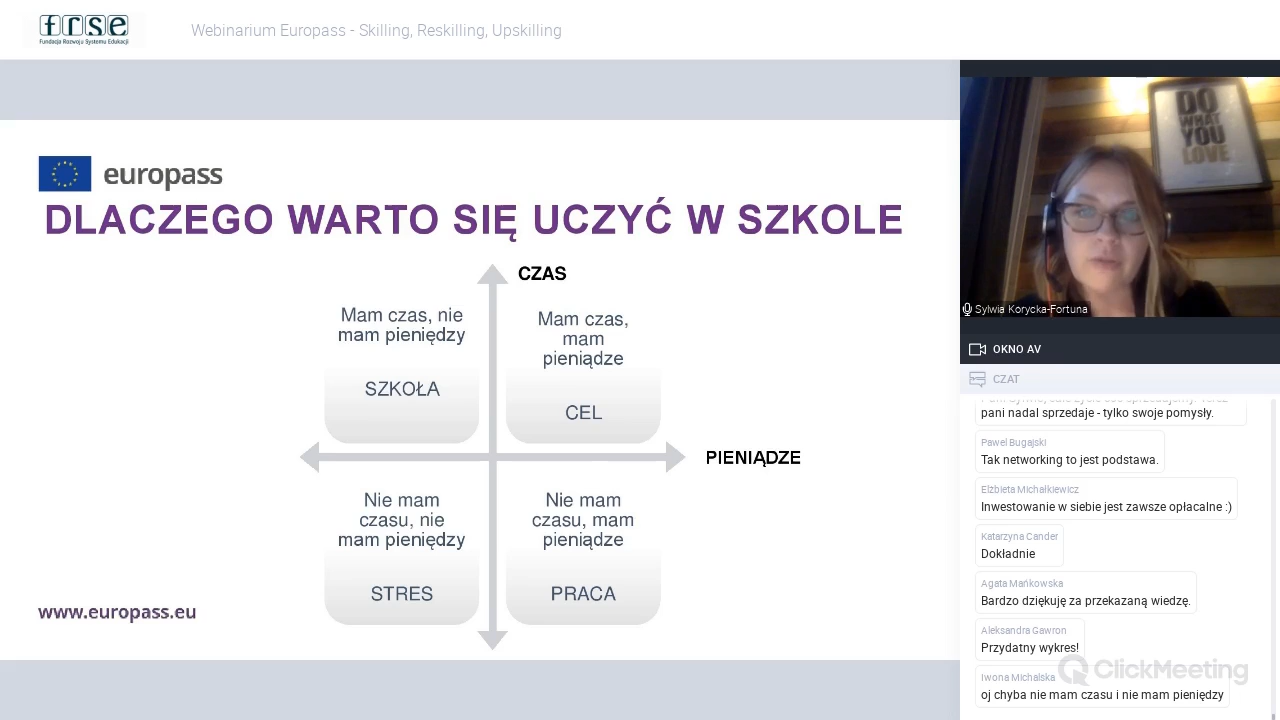 frse
Fundacja Rozwoju Systemu Edukacji
Webinarium Europass - Skilling, Reskilling, Upskilling
europass
DLACZEGO WARTO SIĘ UCZYĆ W SZKOLE
CZAS
Mam czas, nie
mam pieniędzy
SZKOŁA
Mam czas,
mam
pieniądze
CEL
PIENIĄDZE
Nie mam
czasu, nie
mam pieniędzy
STRES
Nie mam
czasu, mam
pieniądze
PRACA
www.europass.eu
DO
WHAT
YOU
LOVE
Sylwia Korycka-Fortuna
OKNO AV
CZAT
pani nadal sprzedaje - tylko swoje pomysły.
Paweł Bugajski
Tak networking to jest podstawa.
Elżbieta Michałkiewicz
Inwestowanie w siebie jest zawsze opłacalne :)
Katarzyna Cander
Dokładnie
Agata Mańkowska
Bardzo dziękuję za przekazaną wiedzę.
Aleksandra Gawron
Przydatny wykres!
ClickMeeting
Iwona Michalska
oj chyba nie mam czasu i nie mam pieniędzy